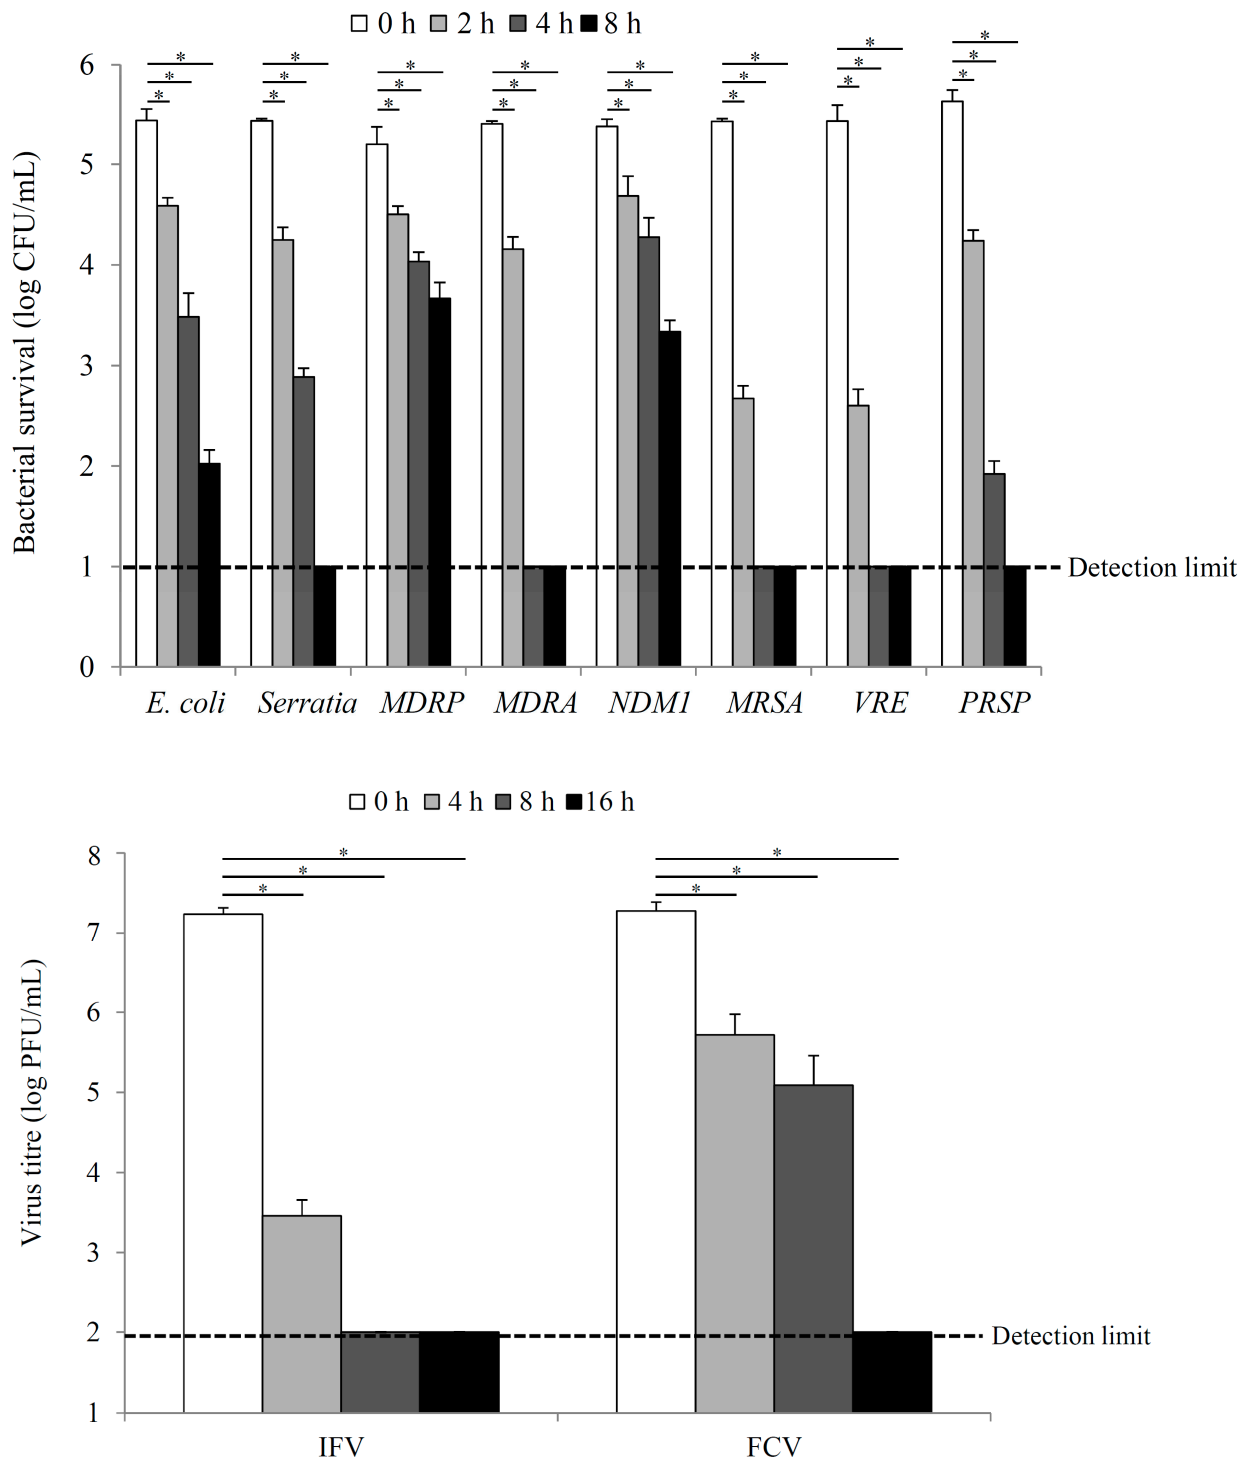 0 h 2 h 4 h 8 h
* * * * * * * *
* * * * * * * *
* * * * * * * *
6
5
4
3
2
1
0
Bacterial survival (log CFU/mL)
Detection limit
E. coli Serratia MDRP MDRA NDM1 MRSA VRE PRSP
0 h 4 h 8 h 16 h
* *
* *
* *
8
7
6
5
4
3
2
1
Virus titre (log PFU/mL)
Detection limit
IFV FCV